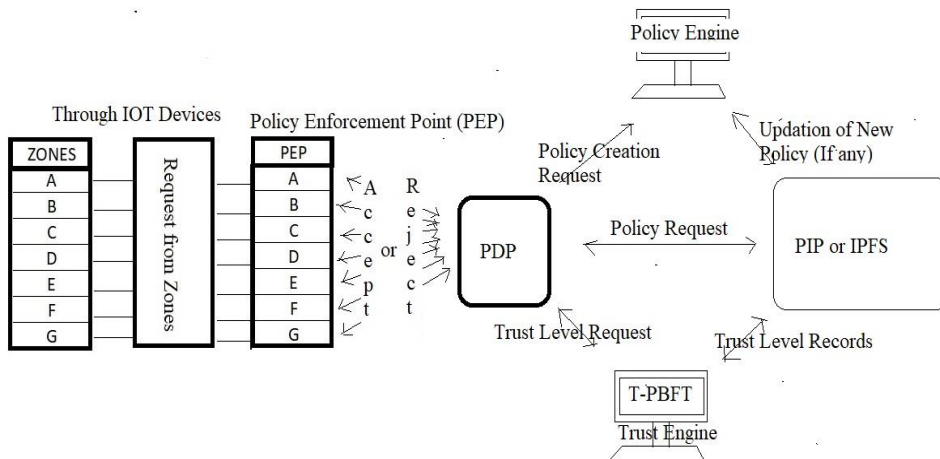 Policy Engine
Through IOT Devices
Policy Enforcement Point (PEP)
ZONES
A
B
C
D
E
F
G
Request from Zones
PEP
A
B
C
D
E
F
G
Accept
or
Reject
PDP
Policy Creation
Request
Updation of New
Policy (If any)
Policy Request
PIP or IPFS
Trust Level Request
Trust Level Records
T-PBFT
Trust Engine